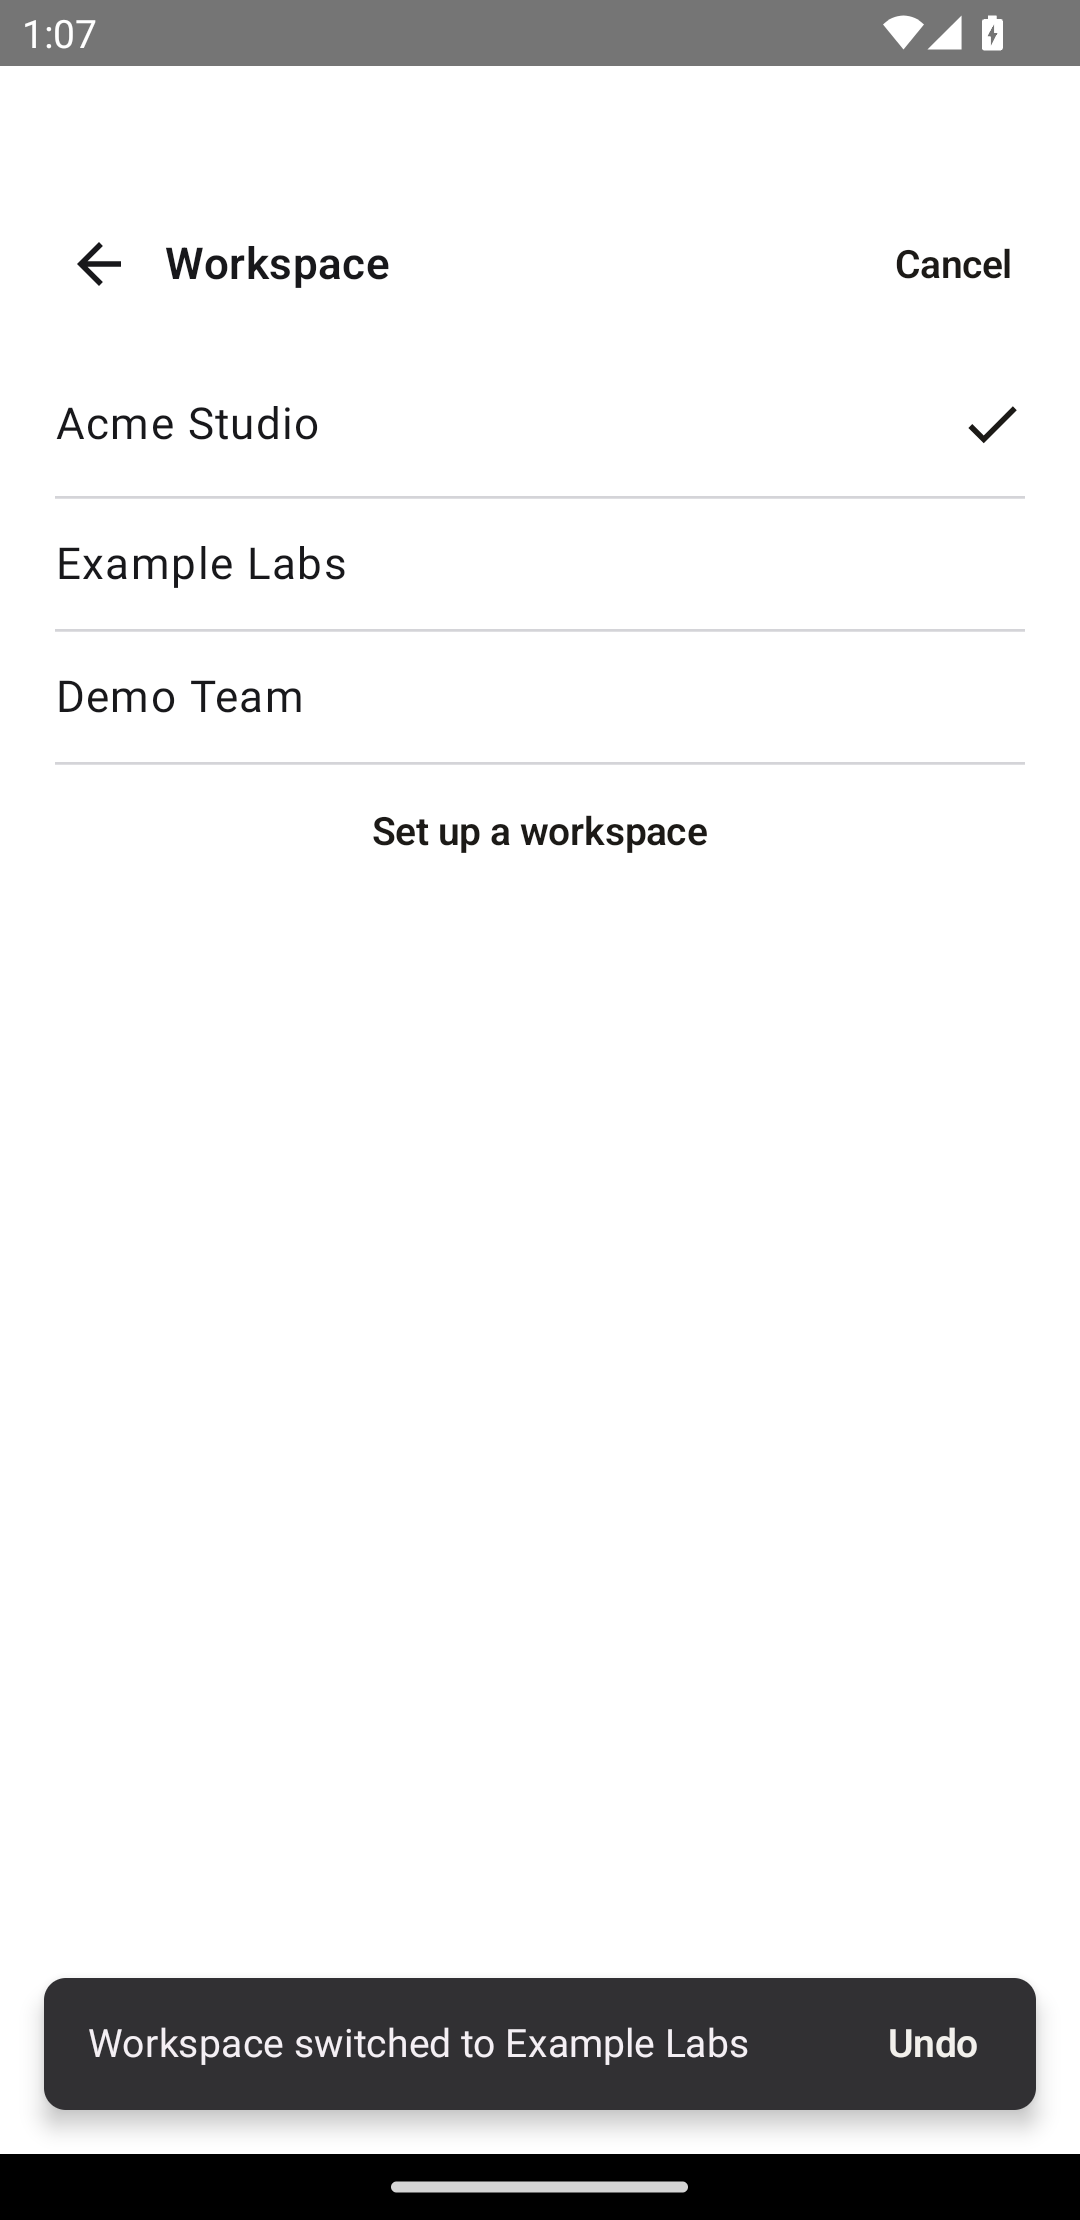 1:07
Workspace
Cancel
Acme Studio
Example Labs
Demo Team
Set up a workspace
Workspace switched to Example Labs
Undo